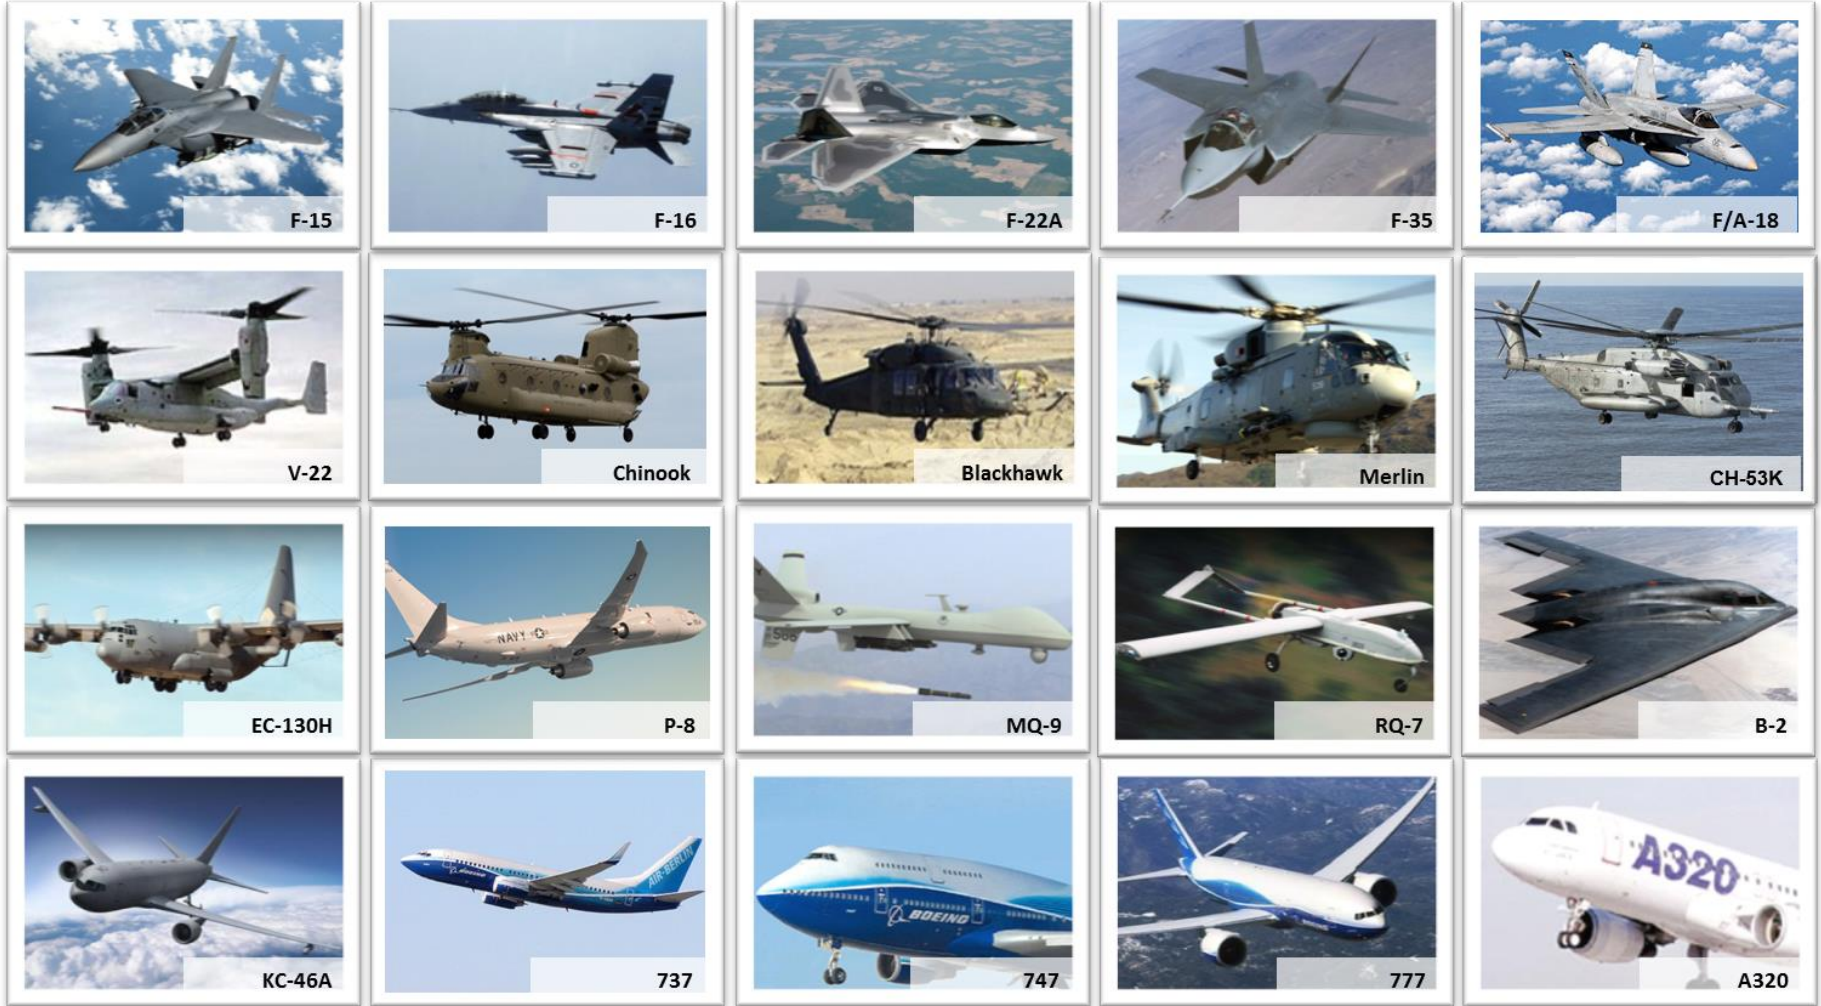 F-15
F-16
F-22A
F-35
F/A-18
V-22
Chinook
Blackhawk
Merlin
CH-53K
EC-130H
NAVY
P-8
MQ-9
RQ-7
B-2
KC-46A
AIR-BERLIN
BOEING
737
BOEING
747
777
A320
A320